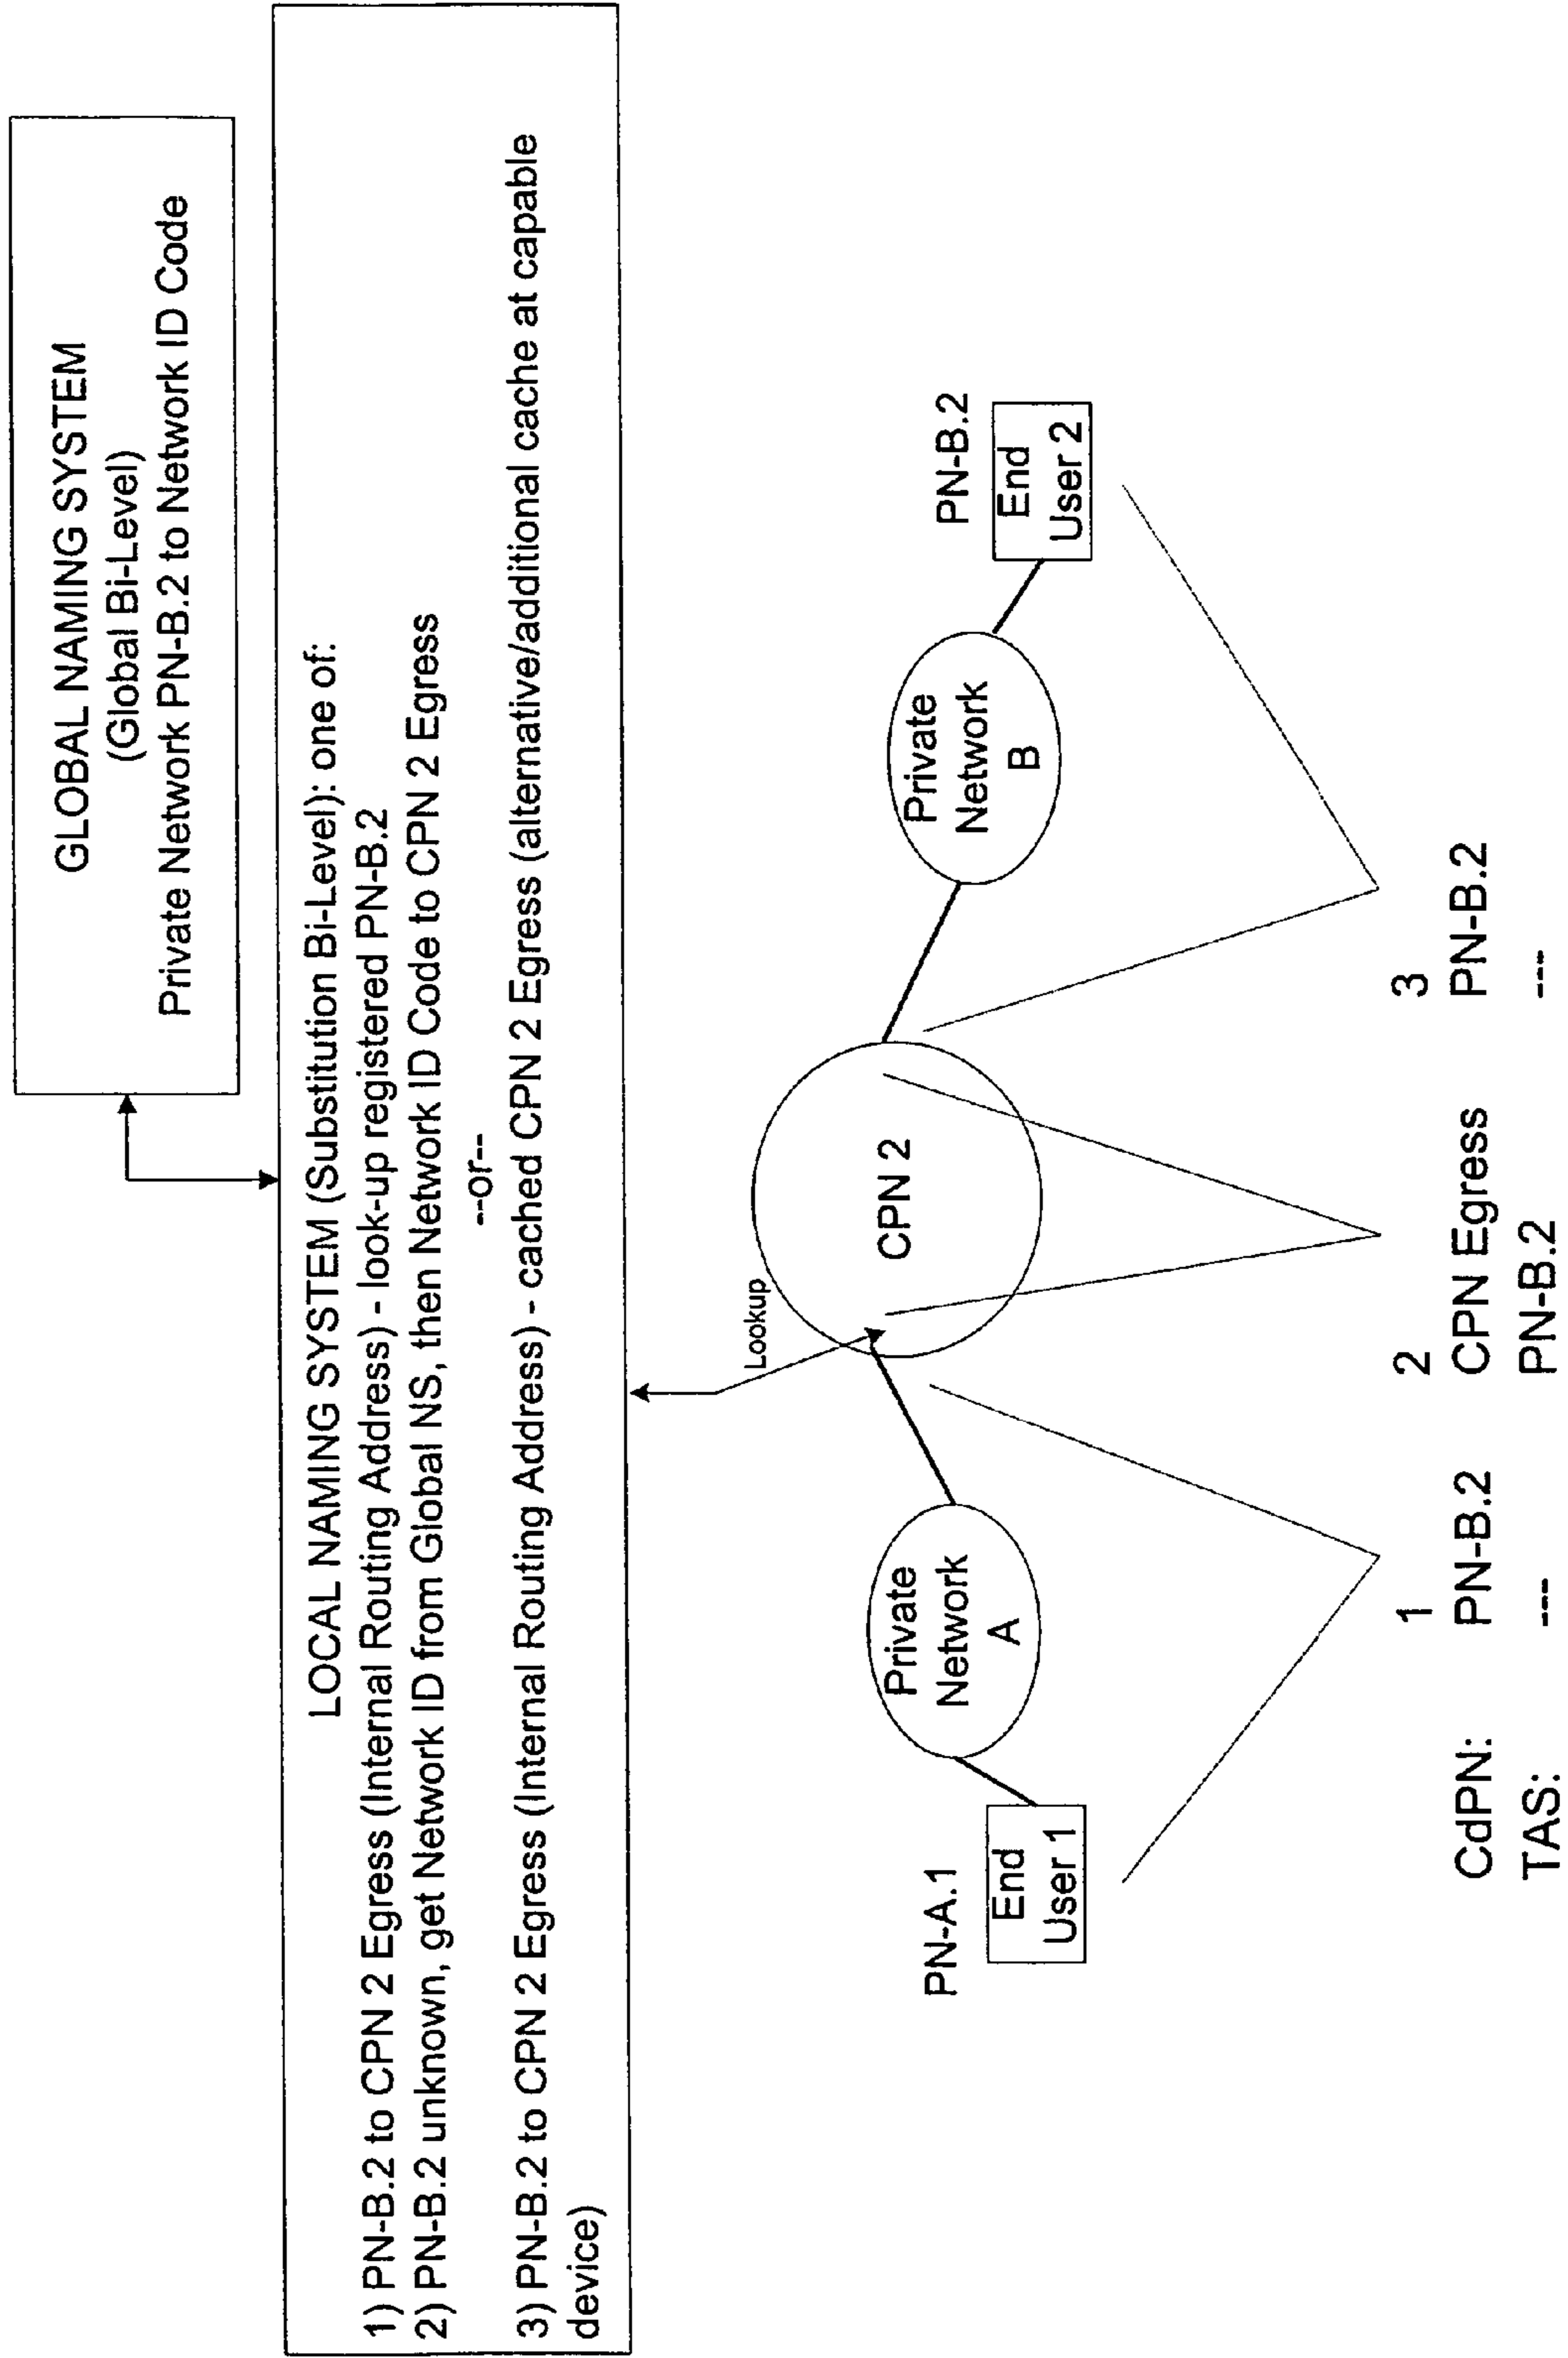 GLOBAL NAMING SYSTEM
(Global Bi-Level)
Private Network PN-B.2 to Network ID Code
LOCAL NAMING SYSTEM (Substitution Bi-Level): one of:
1) PN-B.2 to CPN 2 Egress (Internal Routing Address) - look-up registered PN-B.2
2) PN-B.2 unknown, get Network ID from Global NS, then Network ID Code to CPN 2 Egress
--or--
3) PN-B.2 to CPN 2 Egress (Internal Routing Address) - cached CPN 2 Egress (alternative/additional cache at capable
device)
Lookup
PN-A.1
End
User 1
Private
Network
A
CPN 2
Private
Network
B
PN-B.2
End
User 2
1 2 3
CdPN: PN-B.2 CPN Egress PN-B.2
TAS: --- PN-B.2 ---